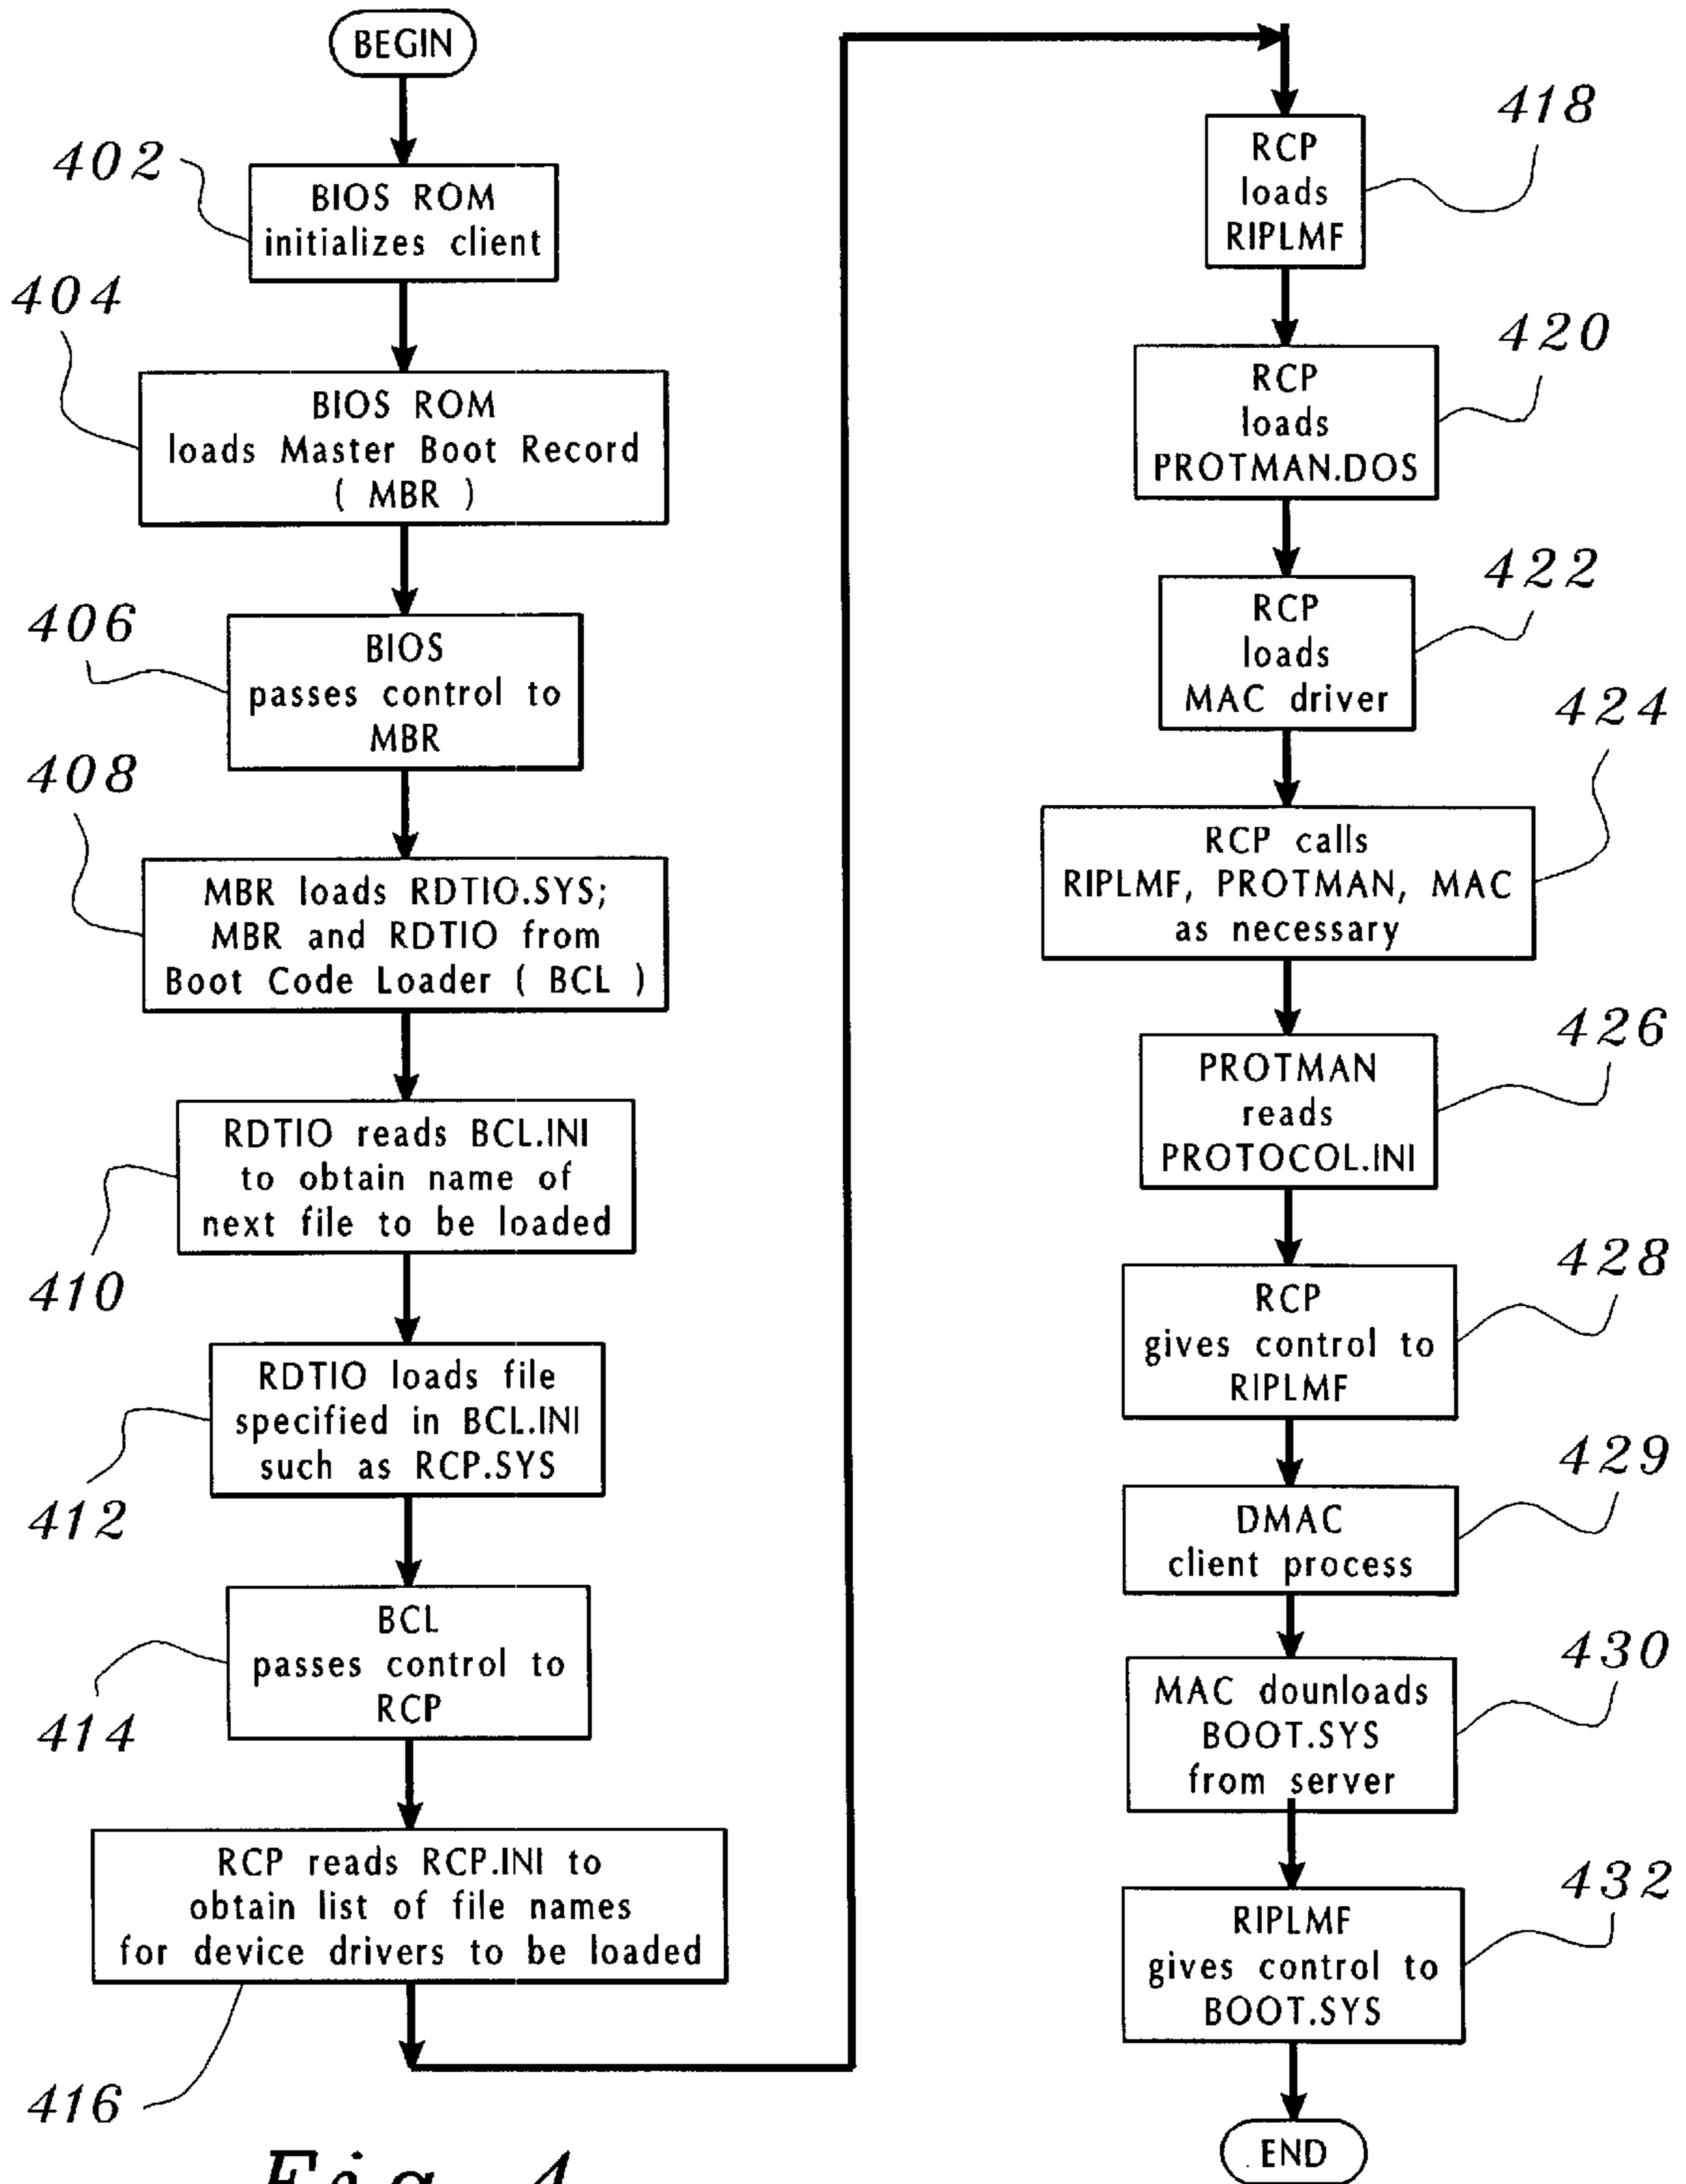 BEGIN
402
BIOS ROM
initializes client
404
BIOS ROM
loads Master Boot Record
( MBR )
406
BIOS
passes control to
MBR
408
MBR loads RDTIO.SYS;
MBR and RDTIO from
Boot Code Loader ( BCL )
RDTIO reads BCL.INI
to obtain name of
next file to be loaded
410
RDTIO loads file
specified in BCL.INI
such as RCP.SYS
412
BCL
passes control to
RCP
414
RCP reads RCP.INI to
obtain list of file names
for device drivers to be loaded
416
418
RCP
loads
RIPLMF
420
RCP
loads
PROTMAN.DOS
422
RCP
loads
MAC driver
424
RCP calls
RIPLMF, PROTMAN, MAC
as necessary
426
PROTMAN
reads
PROTOCOL.INI
428
RCP
gives control to
RIPLMF
429
DMAC
client process
430
MAC dounloads
BOOT.SYS
from server
432
RIPLMF
gives control to
BOOT.SYS
END
Fig. 4